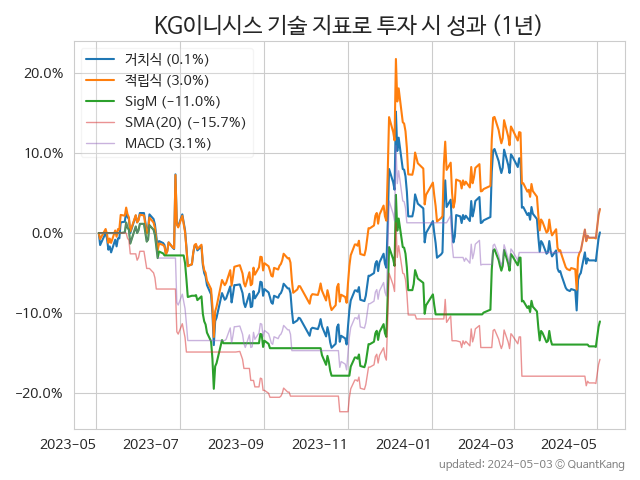 KG이니시스 기술 지표로 투자 시 성과 (1년)
거치식 (0.1%)
적립식 (3.0%)
SigM (−11.0%)
SMA(20) (−15.7%)
MACD (3.1%)
20.0%
10.0%
0.0%
−10.0%
−20.0%
2023-05 2023-07 2023-09 2023-11 2024-01 2024-03 2024-05
updated: 2024-05-03 © QuantKang